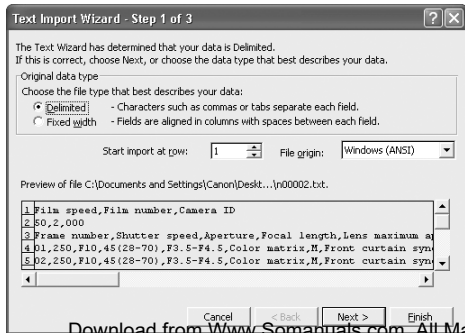 Text Import Wizard - Step 1 of 3
The Text Wizard has determined that your data is Delimited.
If this is correct, choose Next, or choose the data type that best describes your data.
Original data type
Choose the file type that best describes your data:
Delimited - Characters such as commas or tabs separate each field.
Fixed width - Fields are aligned in columns with spaces between each field.
Start import at row: 1 File origin: Windows (ANSI)
Preview of file C:\Documents and Settings\Canon\Deskt...\n00002.txt.
1 Film speed,Film number,Camera ID
2 50,2,000
3 Frame number,Shutter speed,Aperture,Focal length,Lens maximum a
4 01,250,F10,45(28-70),F3.5-F4.5,Color matrix,M,Front curtain syn
5 02,250,F10,45(28-70),F3.5-F4.5,Color matrix,M,Front curtain syn
Cancel < Back Next > Finish
Download from Www.Somanuals.com. All Ma